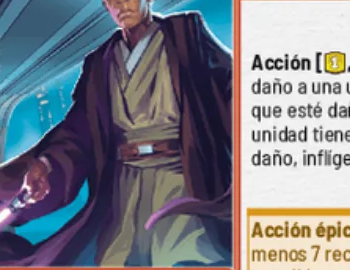 Acción [1,
daño a una u
que esté dañ
unidad tiene
daño, inflíge
Acción épic
menos 7 rec